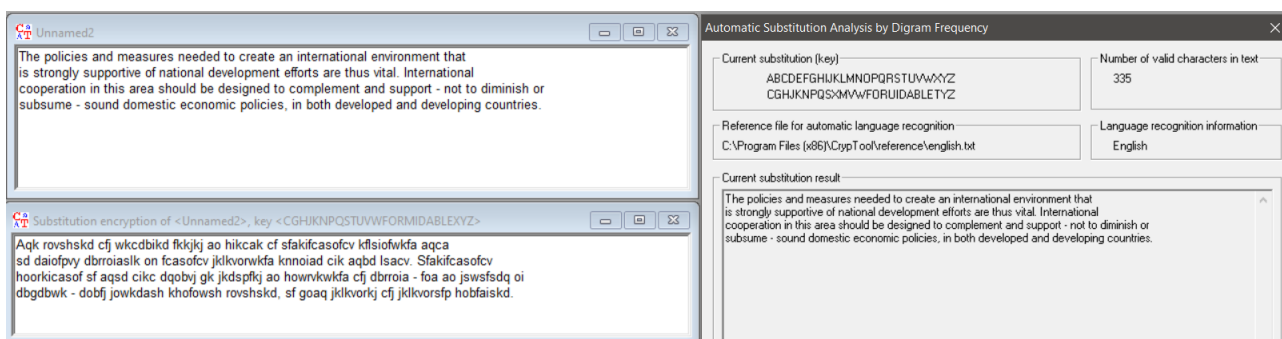 Unnamed2
The policies and measures needed to create an international environment that
is strongly supportive of national development efforts are thus vital. International
cooperation in this area should be designed to complement and support - not to diminish or
subsume - sound domestic economic policies, in both developed and developing countries.
Substitution encryption of <Unnamed2>, key <CGHJKNPQSTUVWFORMIDABLEXYZ>
Aqk rovshskd cfj wkcdbikd fkkjkj ao hikcak cf sfakifcasofcv kflsiofwkfa aqca
sd daiofpvy dbrroiaslk on fcasofcv jklkvorwkfa knnoiad cik aqbd lsacv. Sfakifcasofcv
hoorkicasof sf aqsd cikc dqobvj gk jkdspfkj ao howrvkwkfa cfj dbrroia - foa ao jswsfsdq oi
dbgdbwk - dobfj jowkdash khofowsh rovshskd, sf goaq jklkvorkj cfj jklkvorsfp hobfaiskd.
Automatic Substitution Analysis by Digram Frequency
Current substitution (key)
ABCDEFGHIJKLMNOPQRSTUVWXYZ
CGHJKNPQSXMVWFORUIDABLETYZ
Number of valid characters in text
335
Reference file for automatic language recognition
C:\Program Files (x86)\CrypTool\reference\english.txt
Language recognition information
English
Current substitution result
The policies and measures needed to create an international environment that
is strongly supportive of national development efforts are thus vital. International
cooperation in this area should be designed to complement and support - not to diminish or
subsume - sound domestic economic policies, in both developed and developing countries.